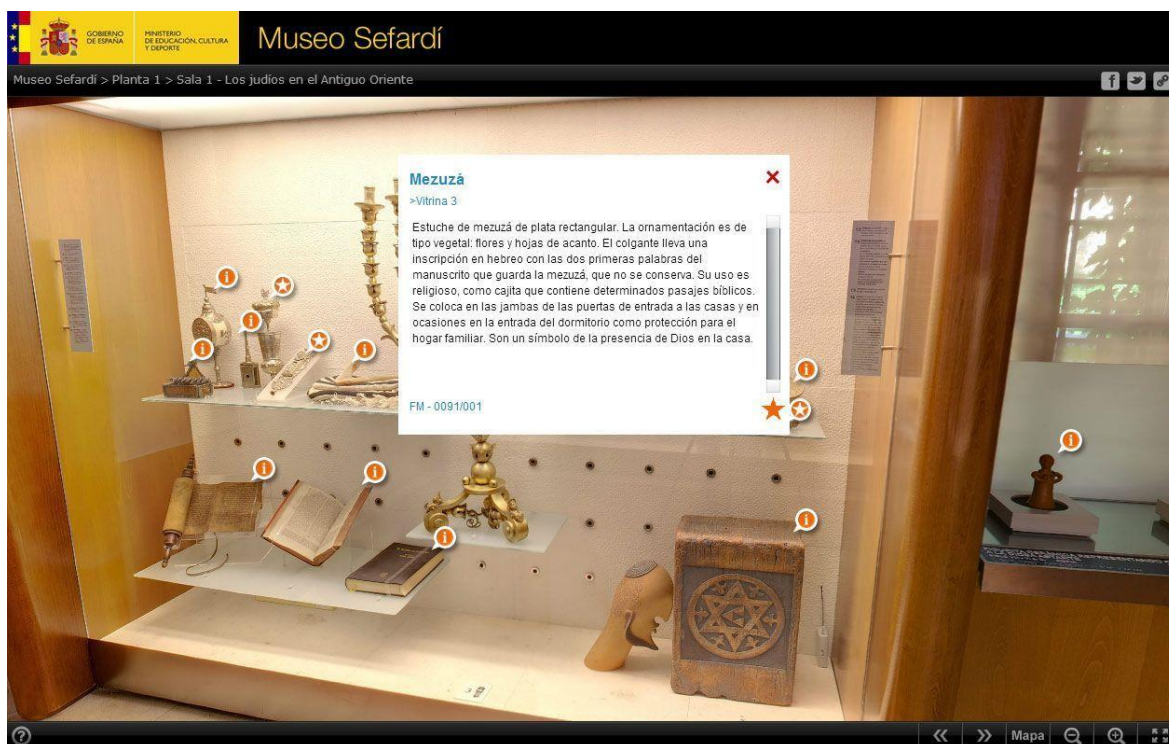 GOBIERNO
DE ESPAÑA
MINISTERIO
DE EDUCACIÓN, CULTURA
Y DEPORTE
Museo Sefardí
Museo Sefardí > Planta 1 > Sala 1 - Los judíos en el Antiguo Oriente
Mezuzá
>Vitrina 3
Estuche de mezuzá de plata rectangular. La ornamentación es de
tipo vegetal: flores y hojas de acanto. El colgante lleva una
inscripción en hebreo con las dos primeras palabras del
manuscrito que guarda la mezuzá, que no se conserva. Su uso es
religioso, como cajita que contiene determinados pasajes bíblicos.
Se coloca en las jambas de las puertas de entrada a las casas y en
ocasiones en la entrada del dormitorio como protección para el
hogar familiar. Son un símbolo de la presencia de Dios en la casa.
FM - 0091/001
Mapa